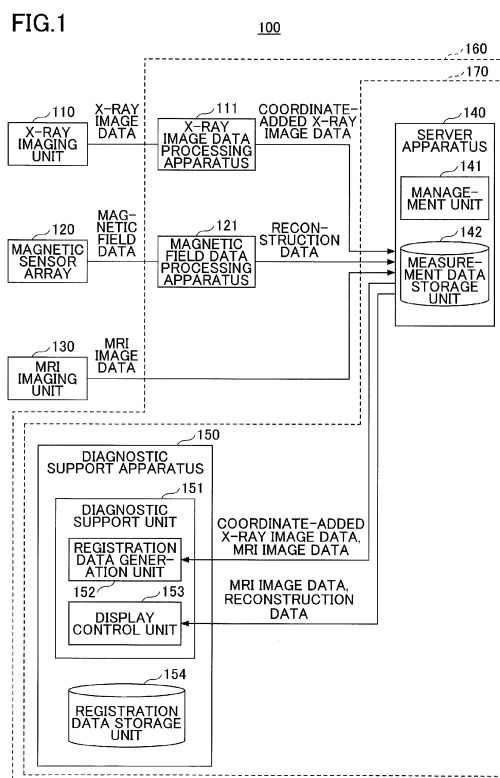 FIG.1
100
160
170
110
X-RAY
IMAGING
UNIT
X-RAY
IMAGE
DATA
111
X-RAY
IMAGE DATA
PROCESSING
APPARATUS
COORDINATE-
ADDED X-RAY
IMAGE DATA
140
SERVER
APPARATUS
141
MANAGE-
MENT UNIT
142
MEASURE-
MENT DATA
STORAGE
UNIT
120
MAGNETIC
SENSOR
ARRAY
MAG-
NETIC
FIELD DATA
121
MAGNETIC
FIELD DATA
PROCESSING
APPARATUS
RECON-
STRUCTION
DATA
130
MRI
IMAGING
UNIT
MRI
IMAGE
DATA
150
DIAGNOSTIC
SUPPORT APPARATUS
151
DIAGNOSTIC
SUPPORT UNIT
REGISTRATION
DATA GENER-
ATION UNIT
152
COORDINATE-ADDED
X-RAY IMAGE DATA,
MRI IMAGE DATA
153
DISPLAY
CONTROL UNIT
MRI IMAGE DATA,
RECONSTRUCTION
DATA
154
REGISTRATION
DATA STORAGE
UNIT